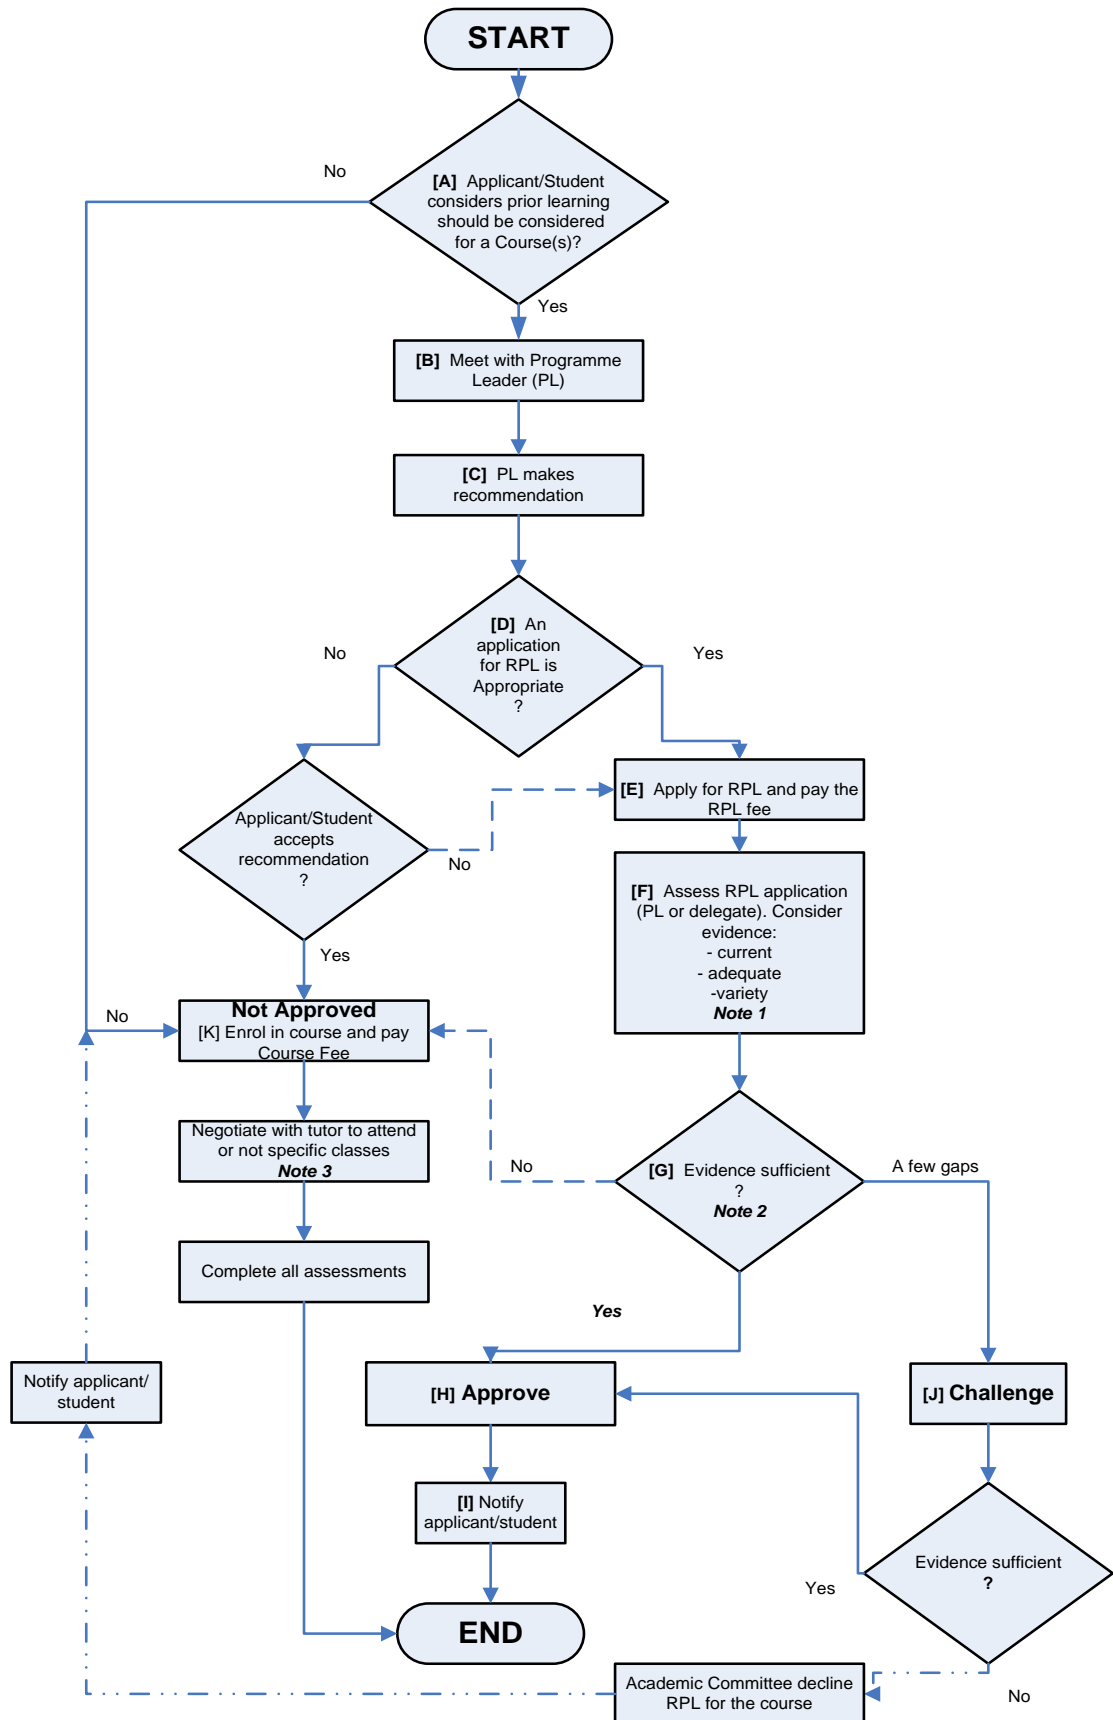 START
No
[A] Applicant/Student
considers prior learning
should be considered
for a Course(s)?
Yes
[B] Meet with Programme
Leader (PL)
[C] PL makes
recommendation
[D] An
application
for RPL is
Appropriate
?
No
Yes
Applicant/Student
accepts
recommendation
?
No
Yes
[E] Apply for RPL and pay the
RPL fee
[F] Assess RPL application
(PL or delegate). Consider
evidence:
- current
- adequate
-variety
Note 1
No
Not Approved
[K] Enrol in course and pay
Course Fee
Negotiate with tutor to attend
or not specific classes
Note 3
No
[G] Evidence sufficient
?
Note 2
A few gaps
Complete all assessments
Yes
Notify applicant/
student
[H] Approve
[J] Challenge
[I] Notify
applicant/student
Evidence sufficient
?
Yes
END
Academic Committee decline
RPL for the course
No